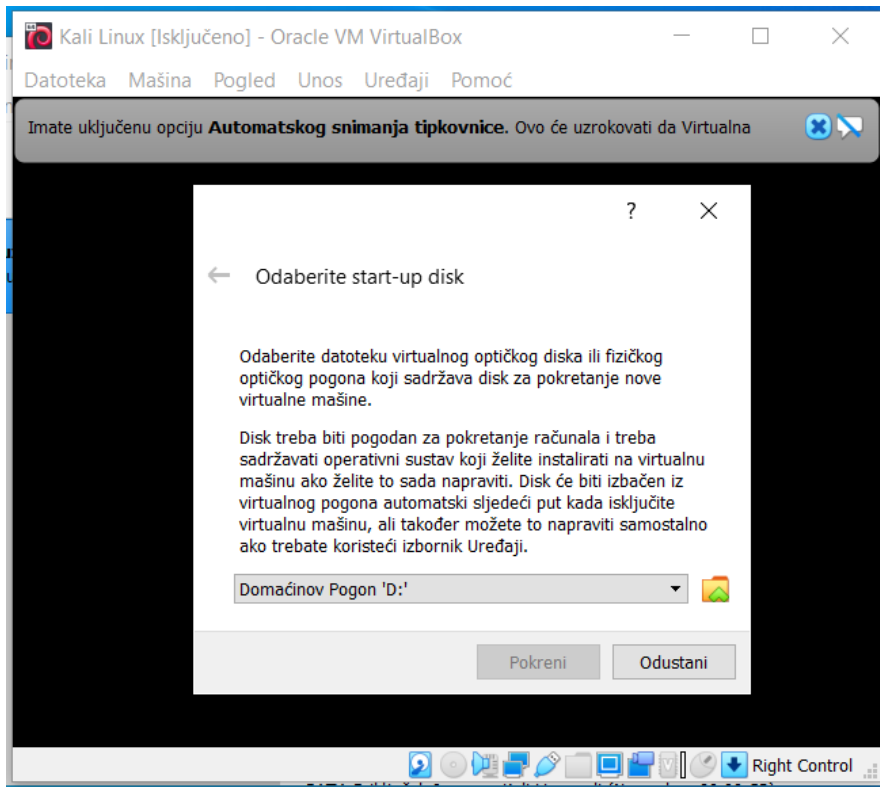 Kali Linux [Isključeno] - Oracle VM VirtualBox
Datoteka Mašina Pogled Unos Uređaji Pomoć
Imate uključenu opciju Automatskog snimanja tipkovnice. Ovo će uzrokovati da Virtualna
?
Odaberite start-up disk
Odaberite datoteku virtualnog optičkog diska ili fizičkog
optičkog pogona koji sadržava disk za pokretanje nove
virtualne mašine.
Disk treba biti pogodan za pokretanje računala i treba
sadržavati operativni sustav koji želite instalirati na virtualnu
mašinu ako želite to sada napraviti. Disk će biti izbačen iz
virtualnog pogona automatski sljedeći put kada isključite
virtualnu mašinu, ali također možete to napraviti samostalno
ako trebate koristeći izbornik Uređaji.
Domaćinov Pogon 'D:'
Pokreni Odustani
Right Control